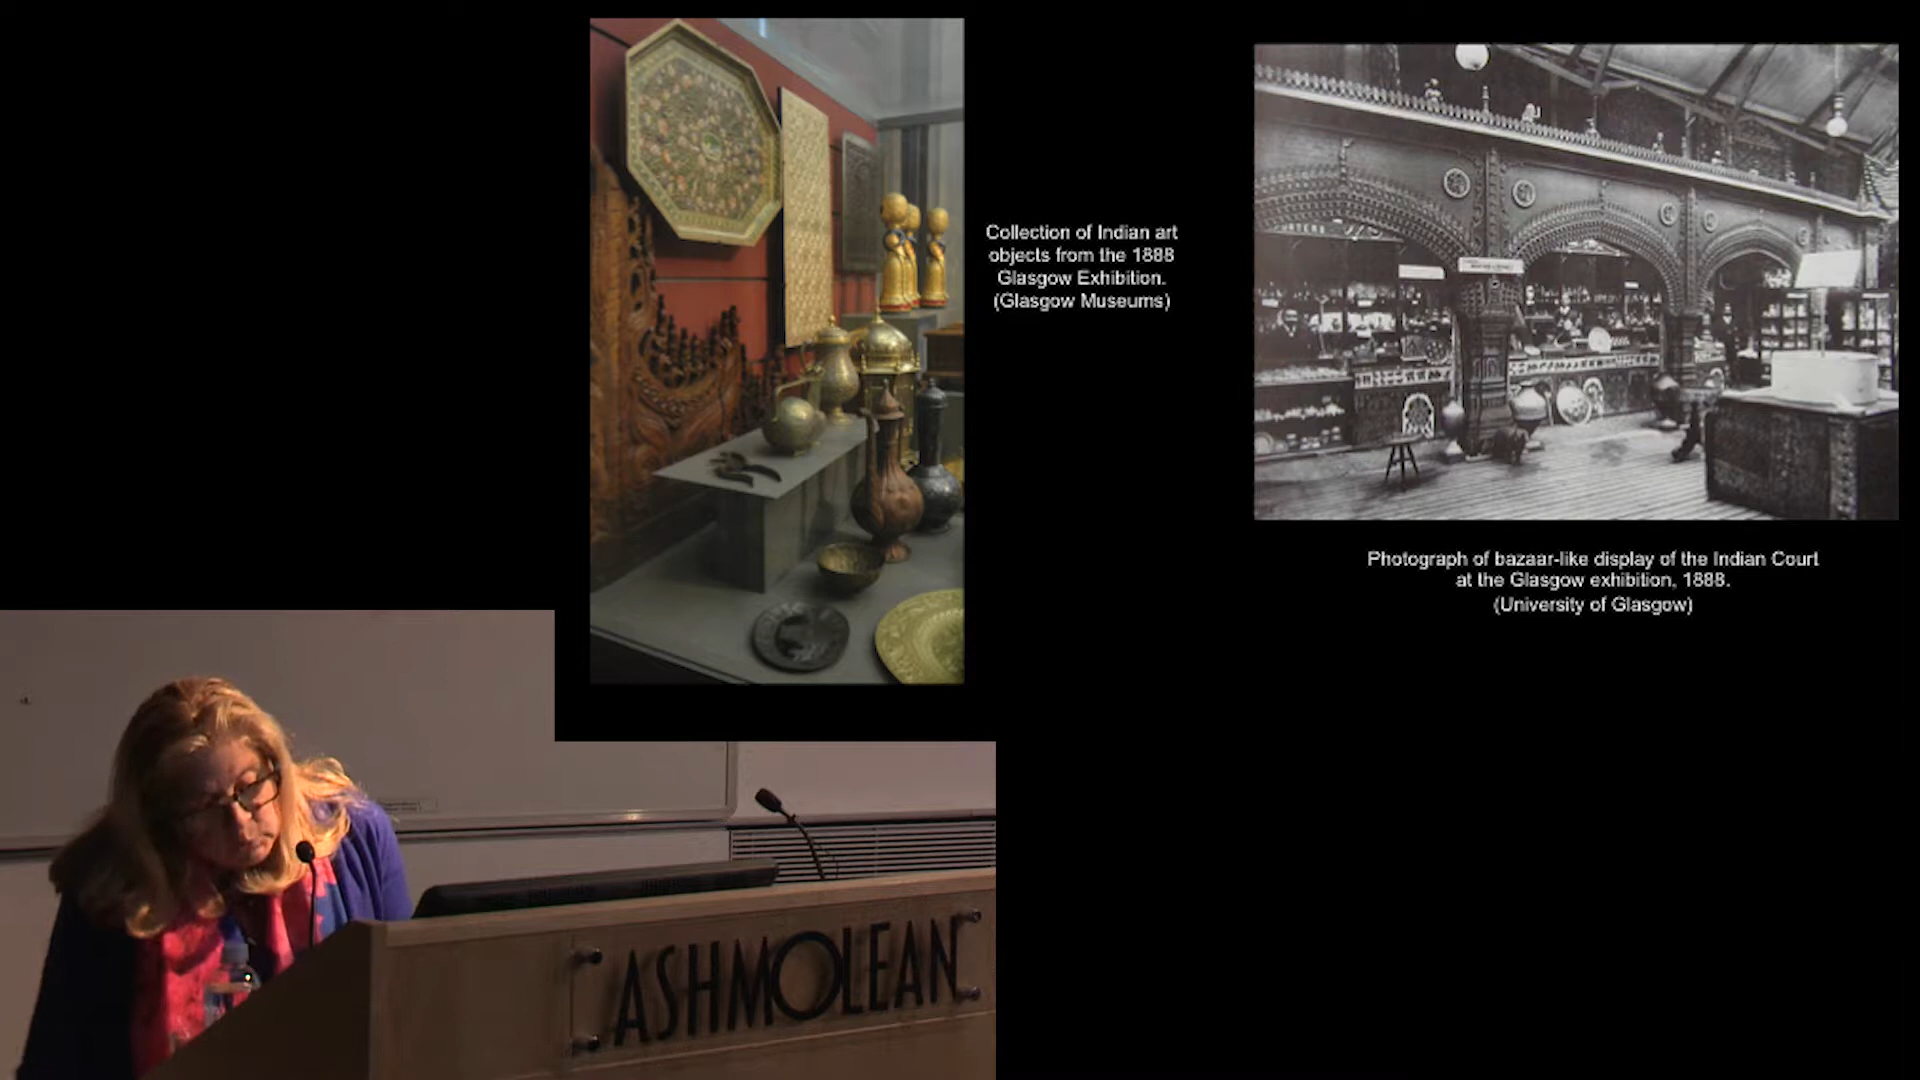 Collection of Indian art
objects from the 1888
Glasgow Exhibition.
(Glasgow Museums)
Photograph of bazaar-like display of the Indian Court
at the Glasgow exhibition, 1888.
(University of Glasgow)
ASHMOLEAN